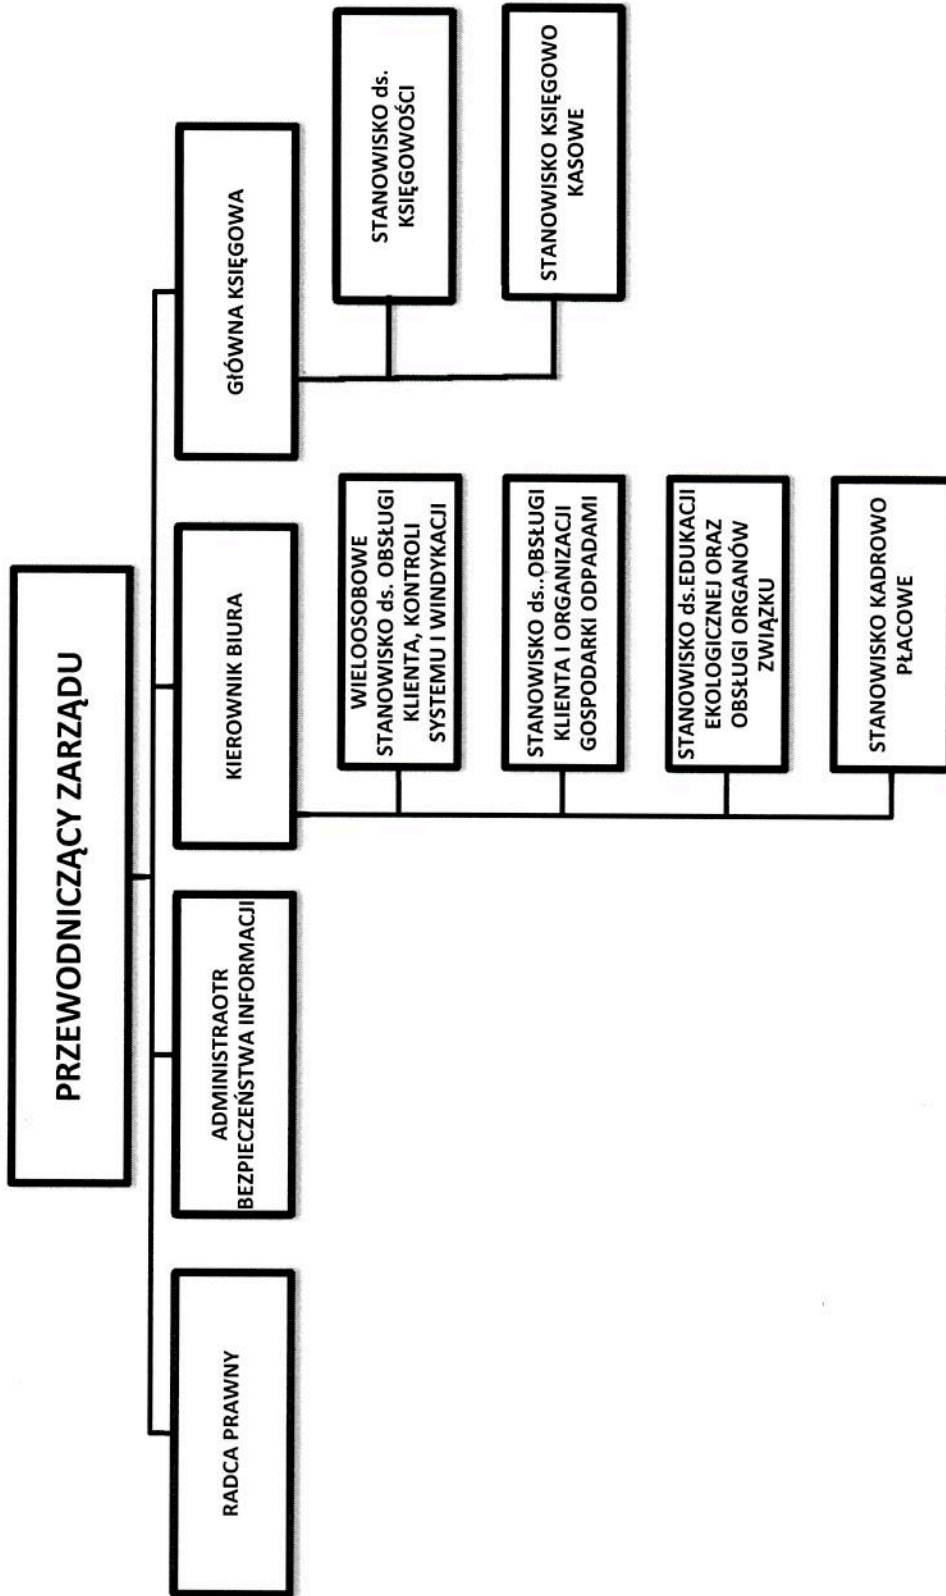 PRZEWODNICZĄCY ZARZĄDU
RADCA PRAWNY
ADMINISTRAOTR
BEZPIECZEŃSTWA INFORMACJI
KIEROWNIK BIURA
GŁÓWNA KSIĘGOWA
WIELOOSOBOWE
STANOWISKO ds. OBSŁUGI
KLIENTA, KONTROLI
SYSTEMU I WINDYKACJI
STANOWISKO ds..OBSŁUGI
KLIENTA I ORGANIZACJI
GOSPODARKI ODPADAMI
STANOWISKO ds.EDUKACJI
EKOLOGICZNEJ ORAZ
OBSŁUGI ORGANÓW
ZWIĄZKU
STANOWISKO KADROWO
PŁACOWE
STANOWISKO ds.
KSIĘGOWOŚCI
STANOWISKO KSIĘGOWO
KASOWE